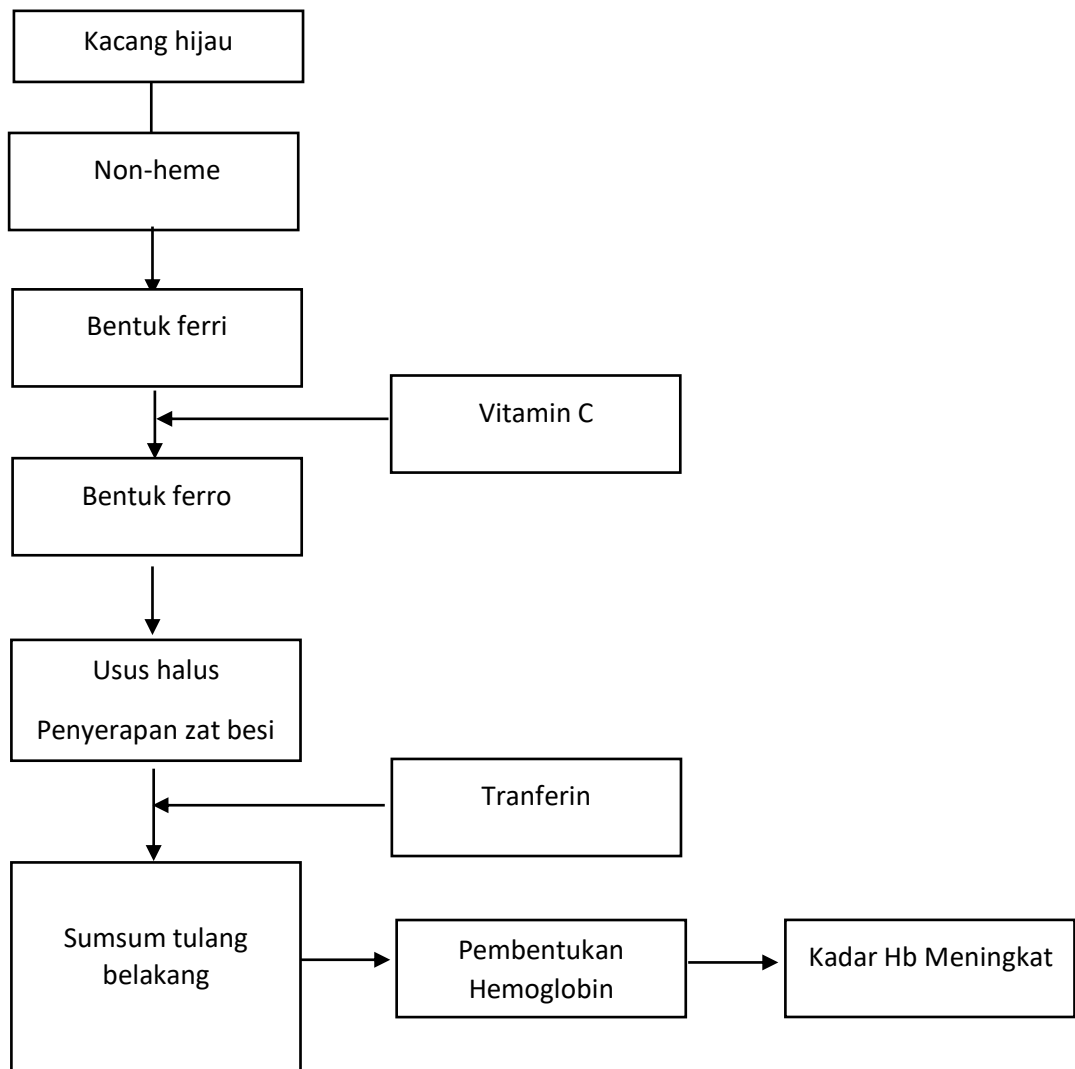 Kacang hijau
Non-heme
Bentuk ferri
Vitamin C
Bentuk ferro
Usus halus
Penyerapan zat besi
Tranferin
Sumsum tulang
belakang
Pembentukan
Hemoglobin
Kadar Hb Meningkat